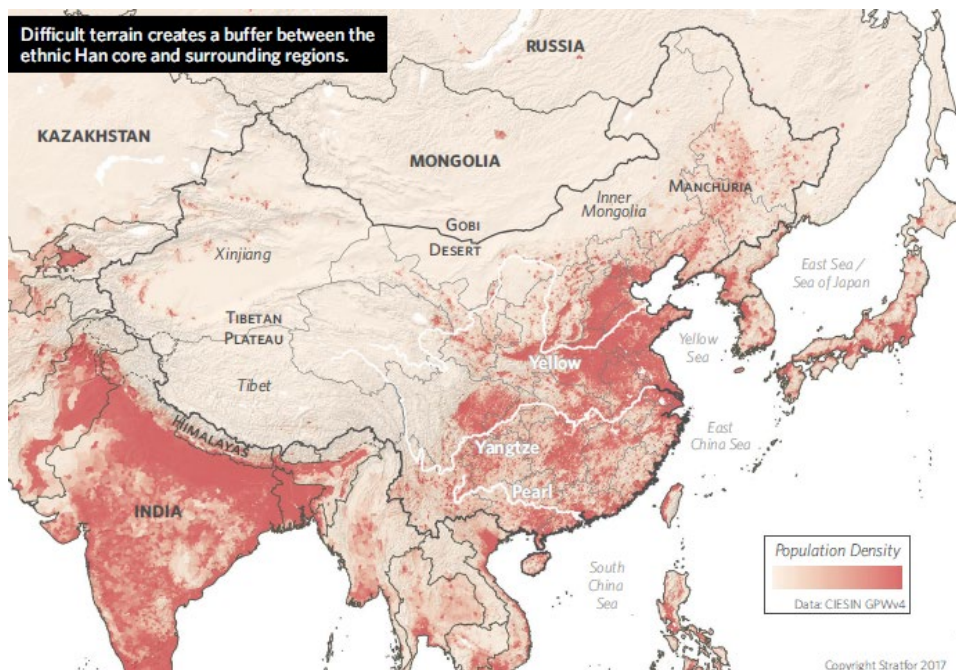 Difficult terrain creates a buffer between the
ethnic Han core and surrounding regions.
RUSSIA
KAZAKHSTAN
MONGOLIA
MANCHURIA
Inner
Mongolia
GOBI
DESERT
Xinjiang
East Sea /
Sea of Japan
TIBETAN
PLATEAU
Yellow
Sea
Yellow
Tibet
HIMALAYAS
East
China Sea
Yangtze
Pearl
INDIA
South
China
Sea
Population Density
Data: CIESIN GPWv4
Copyright Stratfor 2017